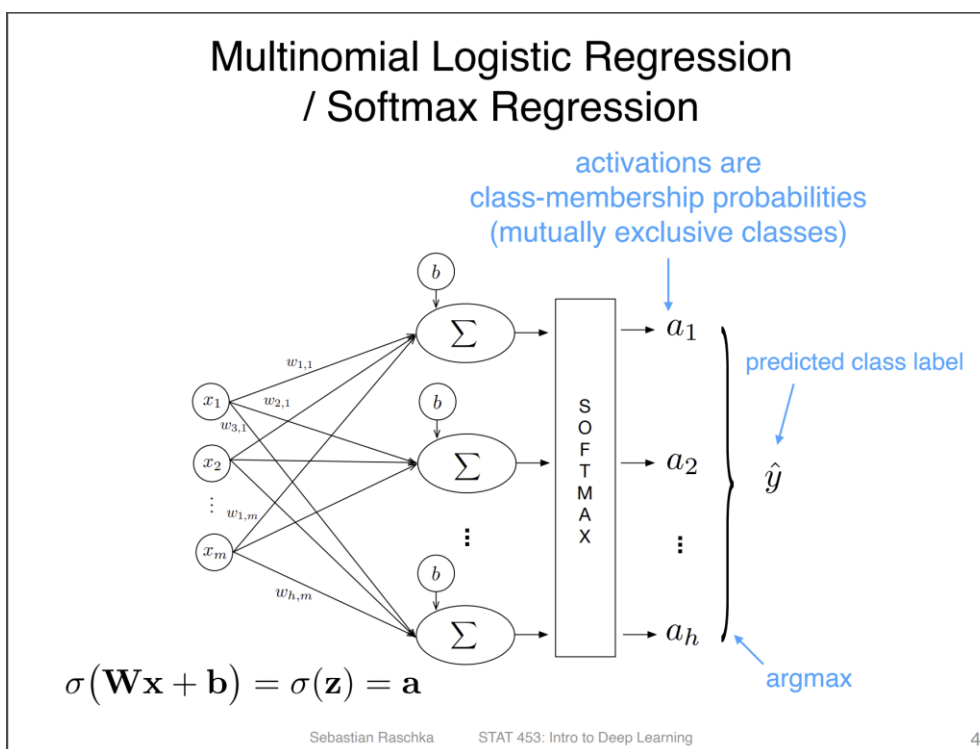 Multinomial Logistic Regression
/ Softmax Regression
activations are
class-membership probabilities
(mutually exclusive classes)
b
∑
a₁
w₁,₁
predicted class label
x₁
w₂,₁
b
w₃,₁
SOFTMAX
x₂
∑
a₂
ŷ
⋮
w₁,ₘ
⋮
⋮
xₘ
b
wₕ,ₘ
∑
aₕ
argmax
σ(Wx + b) = σ(z) = a
Sebastian Raschka STAT 453: Intro to Deep Learning 4